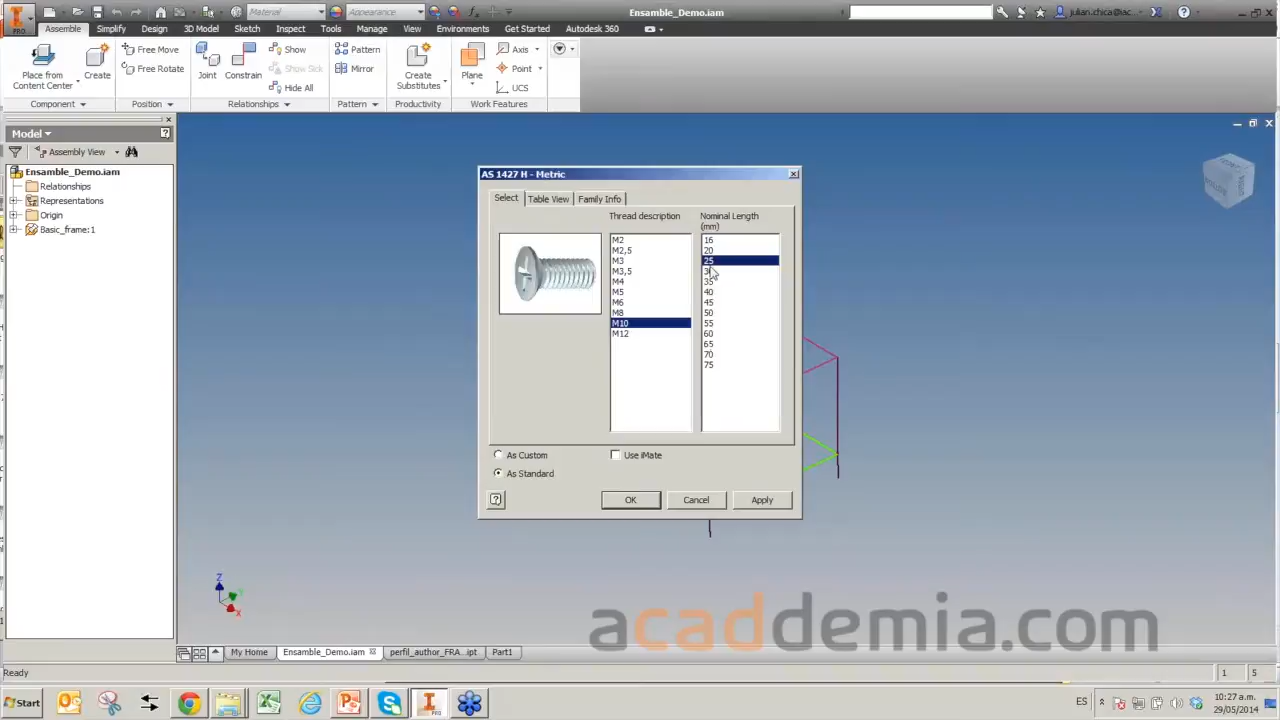 Material
Appearance
Ensamble_Demo.iam
PRO
Assemble
Simplify
Design
3D Model
Sketch
Inspect
Tools
Manage
View
Environments
Get Started
Autodesk 360
Place from
Content Center
Create
Free Move
Free Rotate
Joint
Constrain
Show
Show Sick
Hide All
Pattern
Mirror
Create
Substitutes
Plane
Axis
Point
UCS
Component
Position
Relationships
Pattern
Productivity
Work Features
Model
Assembly View
Ensamble_Demo.iam
Relationships
Representations
Origin
Basic_frame:1
AS 1427 H - Metric
Select
Table View
Family Info
Thread description
M2
M2,5
M3
M3,5
M4
M5
M6
M8
M10
M12
Nominal Length
(mm)
16
20
25
35
40
45
50
55
60
65
70
75
As Custom
As Standard
Use iMate
OK
Cancel
Apply
Z
X
acaddemia.com
My Home
Ensamble_Demo.iam
perfil_author_FRA...ipt
Part1
Ready
1
5
Start
ES
10:27 a.m.
29/05/2014